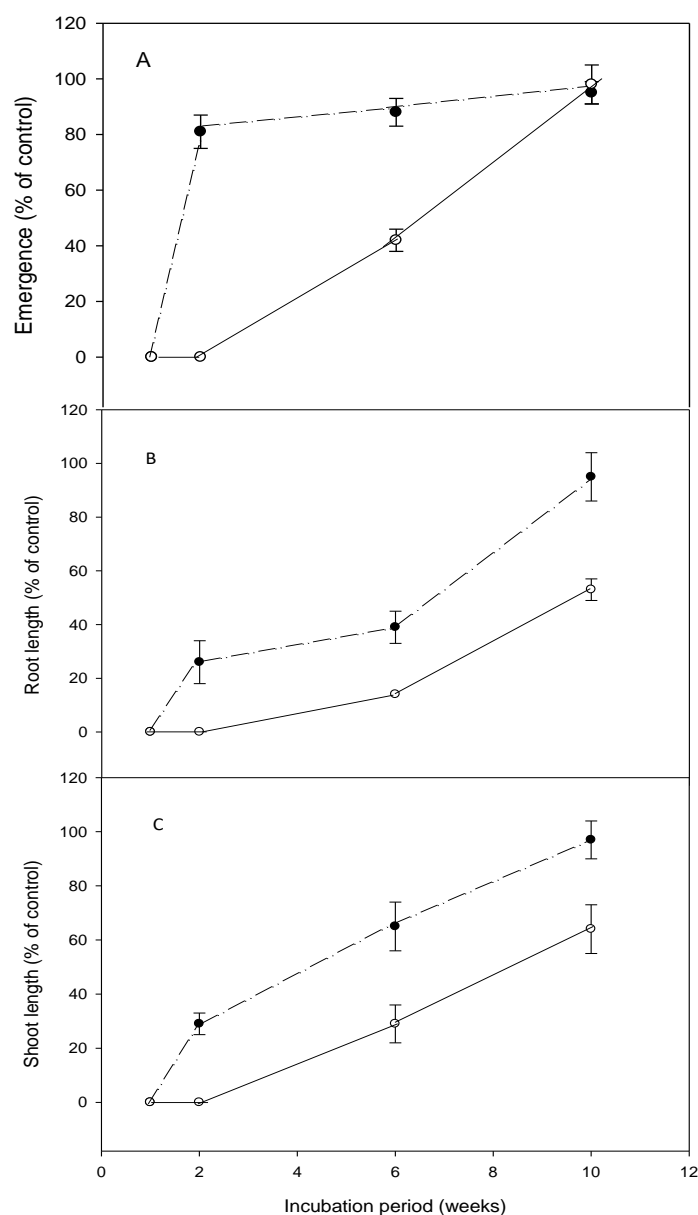 120
A
100
80
60
40
20
0
Emergence (% of control)
120
B
100
80
60
40
20
0
Root length (% of control)
120
C
100
80
60
40
20
0
Shoot length (% of control)
0 2 4 6 8 10 12
Incubation period (weeks)